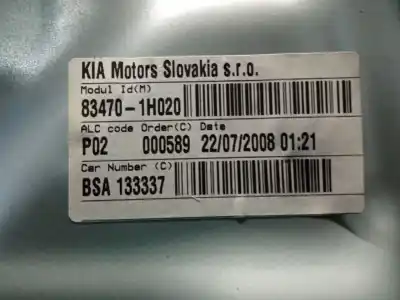 KIA Motors Slovakia s.r.o.
Modul Id(M)
83470-1H020
ALC code Order(C) Date
P02 000589 22/07/2008 01:21
Car Number (C)
BSA 133337